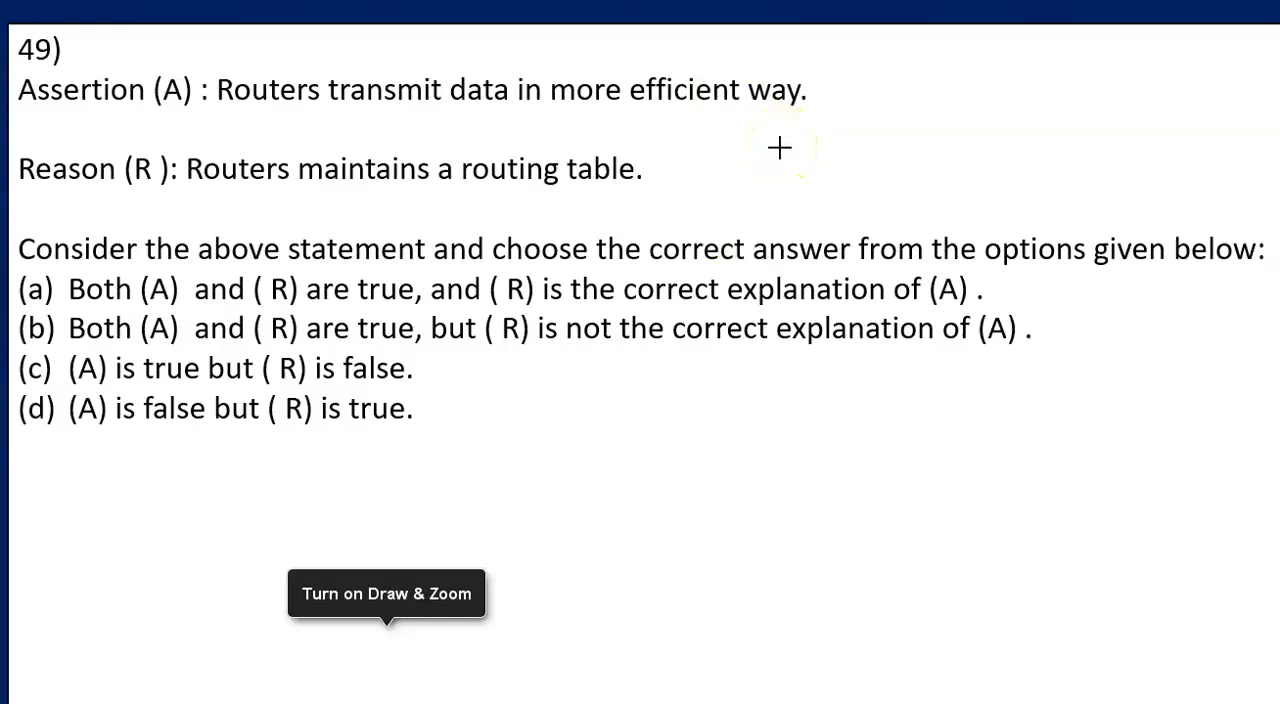 49)
Assertion (A) : Routers transmit data in more efficient way.
Reason (R ): Routers maintains a routing table.
Consider the above statement and choose the correct answer from the options given below:
(a) Both (A) and ( R) are true, and ( R) is the correct explanation of (A) .
(b) Both (A) and ( R) are true, but ( R) is not the correct explanation of (A) .
(c) (A) is true but ( R) is false.
(d) (A) is false but ( R) is true.
Turn on Draw & Zoom